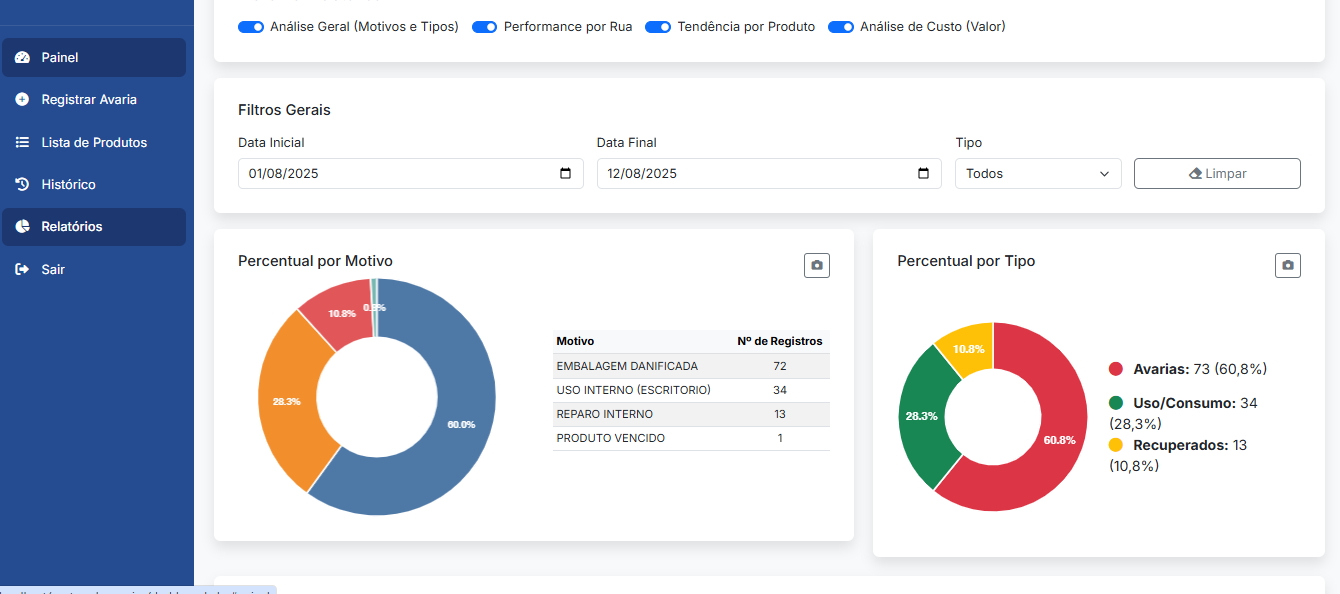 Análise Geral (Motivos e Tipos) Performance por Rua Tendência por Produto Análise de Custo (Valor)
Painel
Registrar Avaria
Lista de Produtos
Histórico
Relatórios
Sair
Filtros Gerais
Data Inicial Data Final Tipo
01/08/2025 12/08/2025 Todos Limpar
Percentual por Motivo
10.8%
28.3%
60.0%
Motivo Nº de Registros
EMBALAGEM DANIFICADA 72
USO INTERNO (ESCRITORIO) 34
REPARO INTERNO 13
PRODUTO VENCIDO 1
Percentual por Tipo
10.8%
28.3%
60.8%
Avarias: 73 (60,8%)
Uso/Consumo: 34
(28,3%)
Recuperados: 13
(10,8%)